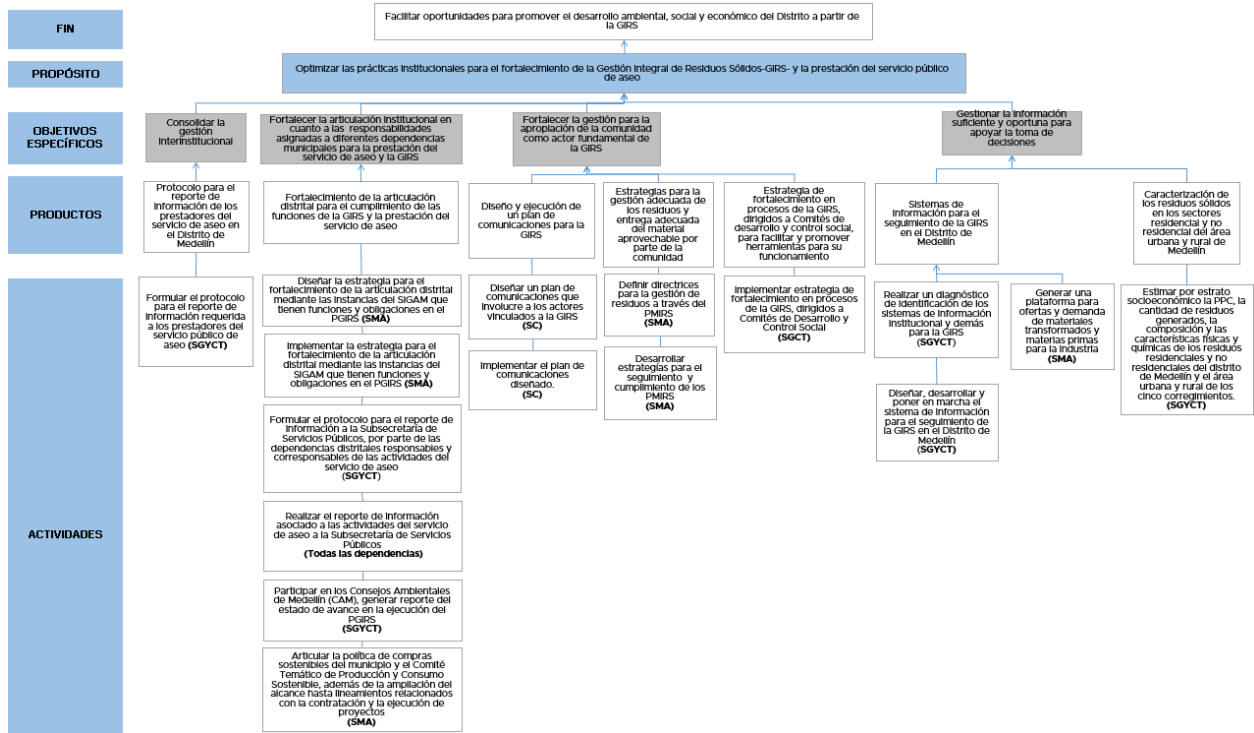 FIN
Facilitar oportunidades para promover el desarrollo ambiental, social y económico del Distrito a partir de
la GIRS
PROPÓSITO
Optimizar las prácticas institucionales para el fortalecimiento de la Gestión Integral de Residuos Sólidos-GIRS- y la prestación del servicio público
de aseo
OBJETIVOS
ESPECÍFICOS
Consolidar la
gestión
interinstitucional
Fortalecer la articulación institucional en
cuanto a las responsabilidades
asignadas a diferentes dependencias
municipales para la prestación del
servicio de aseo y la GIRS
Fortalecer la gestión para la
apropiación de la comunidad
como actor fundamental de
la GIRS
Gestionar la información
suficiente y oportuna para
apoyar la toma de
decisiones
PRODUCTOS
Protocolo para el
reporte de
información de los
prestadores del
servicio de aseo en
el Distrito de
Medellín
Fortalecimiento de la articulación
distrital para el cumplimiento de las
funciones de la GIRS y la prestación del
servicio de aseo
Diseño y ejecución de
un plan de
comunicaciones para la
GIRS
Estrategias para la
gestión adecuada de
los residuos y
entrega adecuada
del material
aprovechable por
parte de la
comunidad
Estrategia de
fortalecimiento en
procesos de la GIRS,
dirigidos a Comités de
desarrollo y control social,
para facilitar y promover
herramientas para su
funcionamiento
Sistemas de
información para el
seguimiento de la GIRS
en el Distrito de
Medellín
Caracterización de
los residuos sólidos
en los sectores
residencial y no
residencial del área
urbana y rural de
Medellín
ACTIVIDADES
Formular el protocolo
para el reporte de
información requerida
a los prestadores del
servicio público de
aseo (SGYCT)
Diseñar la estrategia para el
fortalecimiento de la articulación distrital
mediante las instancias del SIGAM que
tienen funciones y obligaciones en el
PGIRS (SMA)
Implementar la estrategia para el
fortalecimiento de la articulación
distrital mediante las instancias del
SIGAM que tienen funciones y
obligaciones en el PGIRS (SMA)
Formular el protocolo para el reporte de
información a la Subsecretaría de
Servicios Públicos, por parte de las
dependencias distritales responsables y
corresponsables de las actividades del
servicio de aseo
(SGYCT)
Realizar el reporte de información
asociado a las actividades del servicio
de aseo a la Subsecretaría de Servicios
Públicos
(Todas las dependencias)
Participar en los Consejos Ambientales
de Medellín (CAM), generar reporte del
estado de avance en la ejecución del
PGIRS
(SGYCT)
Articular la política de compras
sostenibles del municipio y el Comité
Temático de Producción y Consumo
Sostenible, además de la ampliación del
alcance hasta lineamientos relacionados
con la contratación y la ejecución de
proyectos
(SMA)
Diseñar un plan de
comunicaciones que
involucre a los actores
vinculados a la GIRS
(SC)
Implementar el plan de
comunicaciones
diseñado.
(SC)
Definir directrices
para la gestión de
residuos a través del
PMIRS
(SMA)
Desarrollar
estrategias para el
seguimiento y
cumplimiento de los
PMIRS
(SMA)
Implementar estrategia de
fortalecimiento en procesos
de la GIRS, dirigidos a
Comités de Desarrollo y
Control Social
(SGCT)
Realizar un diagnóstico
de identificación de los
sistemas de información
institucional y demás
para la GIRS
(SGYCT)
Diseñar, desarrollar y
poner en marcha el
sistema de información
para el seguimiento de
la GIRS en el Distrito de
Medellín
(SGYCT)
Generar una
plataforma para
ofertas y demanda
de materiales
transformados y
materias primas
para la industria
(SMA)
Estimar por estrato
socioeconómico la PPC, la
cantidad de residuos
generados, la
composición y las
características físicas y
químicas de los residuos
residenciales y no
residenciales del distrito
de Medellín y el área
urbana y rural de los
cinco corregimientos.
(SGYCT)